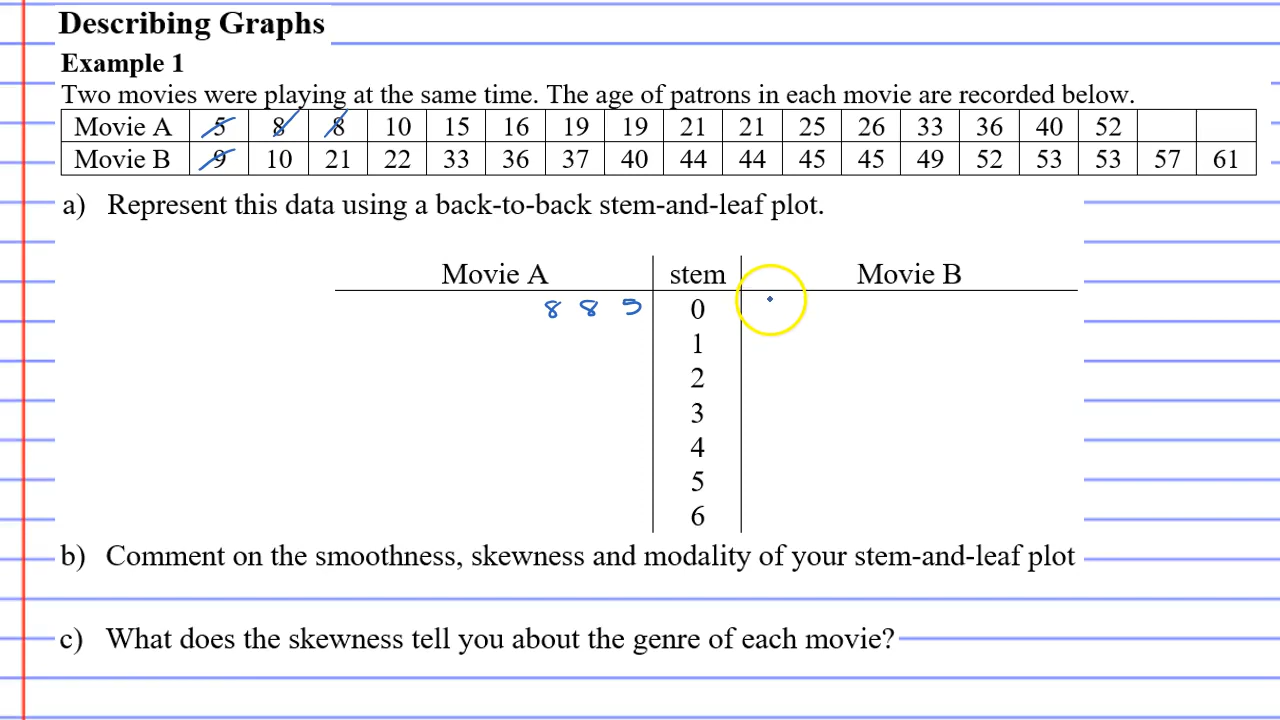 Describing Graphs
Example 1
Two movies were playing at the same time. The age of patrons in each movie are recorded below.
Movie A 5 8 8 10 15 16 19 19 21 21 25 26 33 36 40 52
Movie B 9 10 21 22 33 36 37 40 44 44 45 45 49 52 53 53 57 61
a) Represent this data using a back-to-back stem-and-leaf plot.
Movie A stem Movie B
8 8 5 0
1
2
3
4
5
6
b) Comment on the smoothness, skewness and modality of your stem-and-leaf plot
c) What does the skewness tell you about the genre of each movie?